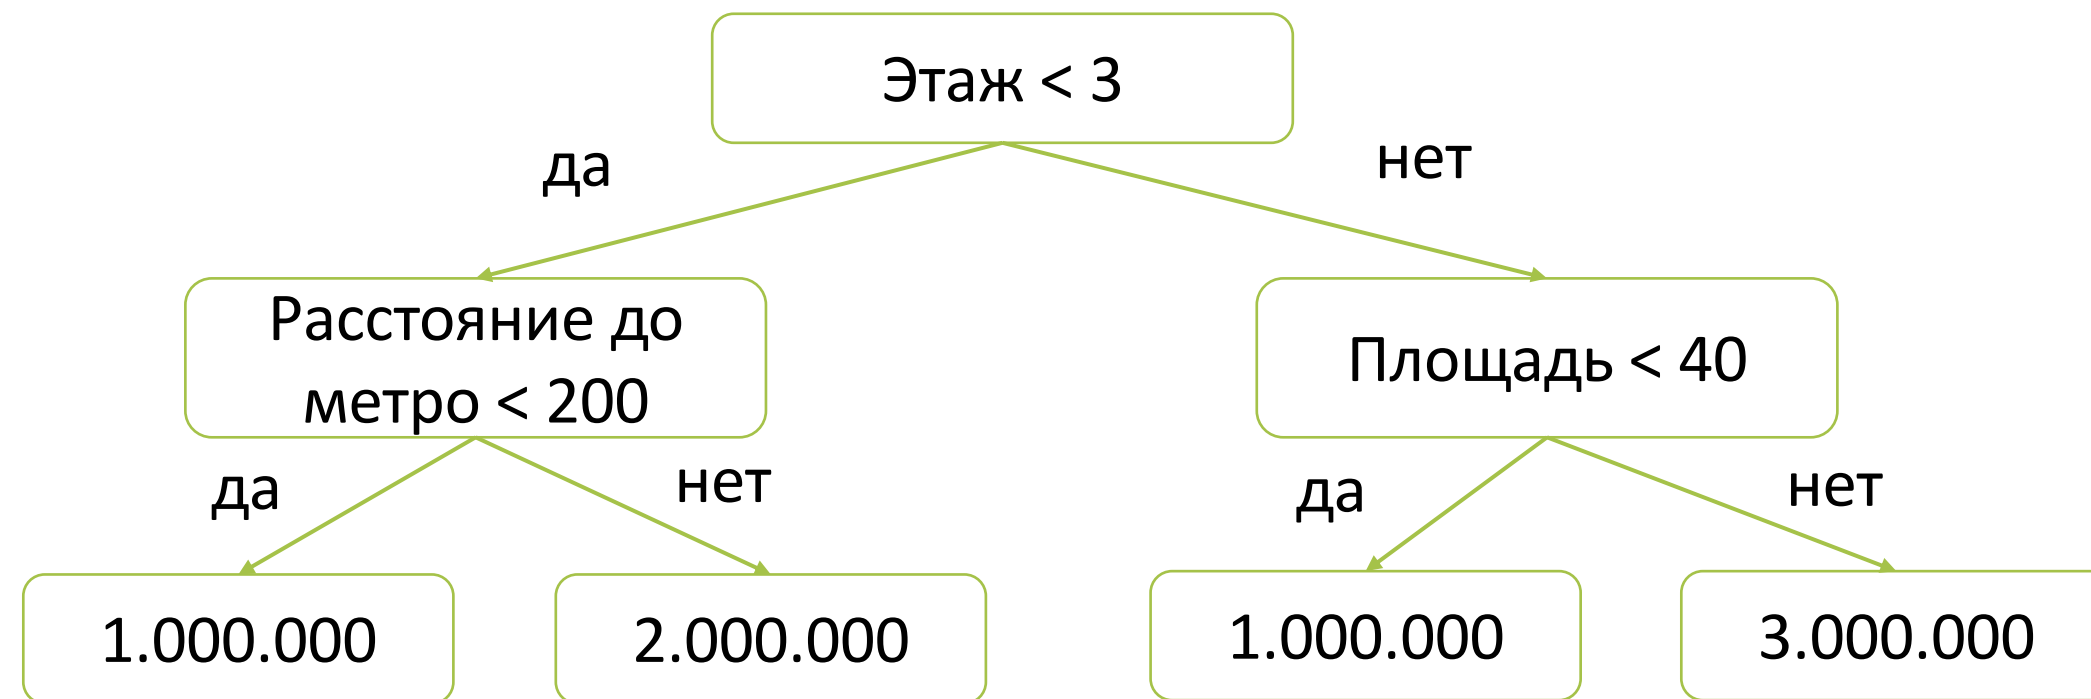 Этаж < 3
да
нет
Расстояние до
метро < 200
Площадь < 40
да
нет
да
нет
1.000.000
2.000.000
1.000.000
3.000.000